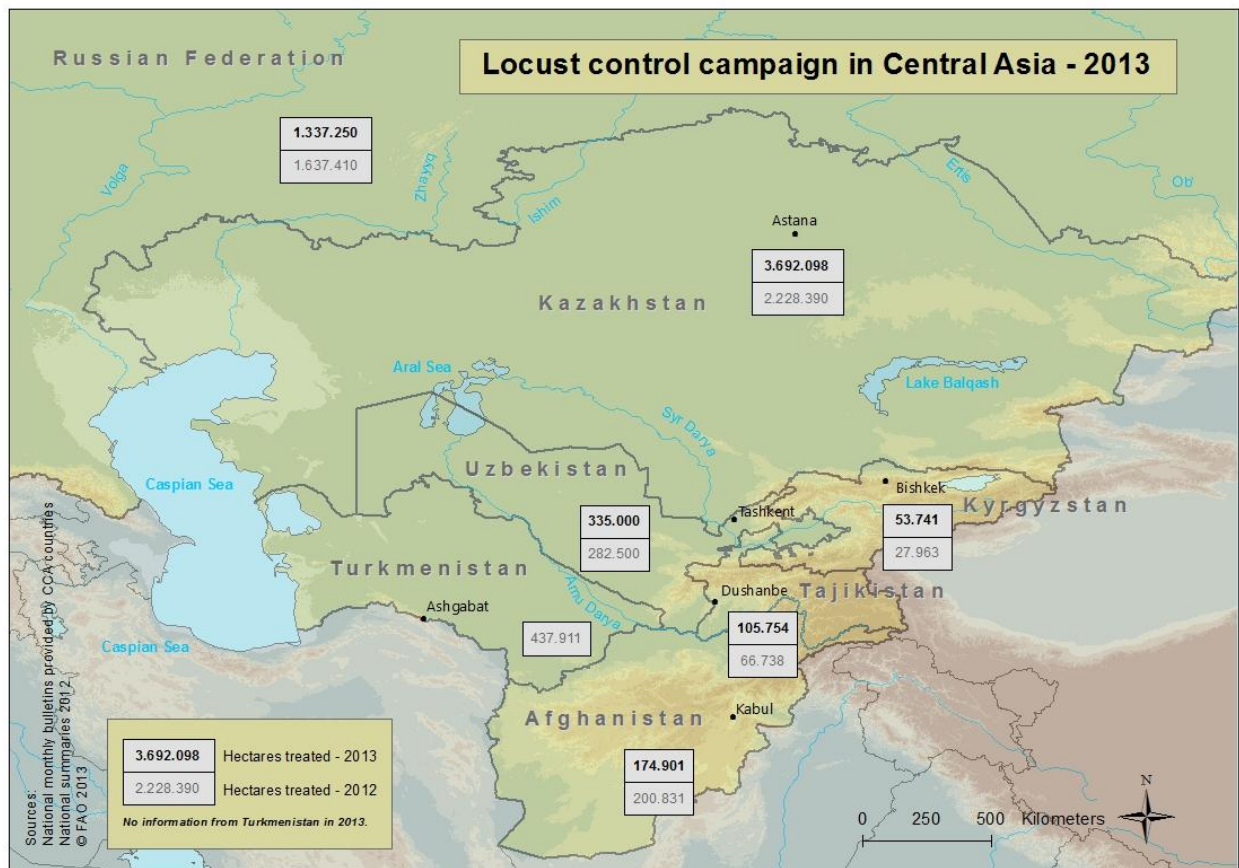 Russian Federation
Locust control campaign in Central Asia - 2013
1.337.250
1.637.410
Volga
Zhayyq
Ishim
Ertis
Ob'
Astana
3.692.098
2.228.390
Kazakhstan
Aral Sea
Lake Balqash
Syr Darya
Caspian Sea
Uzbekistan
Bishkek
Kyrgyzstan
Tashkent
335.000
282.500
53.741
27.963
Turkmenistan
Amu Darya
Dushanbe
Tajikistan
Ashgabat
437.911
105.754
66.738
Caspian Sea
Afghanistan
Kabul
174.901
200.831
3.692.098 Hectares treated - 2013
2.228.390 Hectares treated - 2012
No information from Turkmenistan in 2013.
Sources:
National monthly bulletins provided by CCA countries
National summaries 2012
© FAO 2013
N
0 250 500 Kilometers